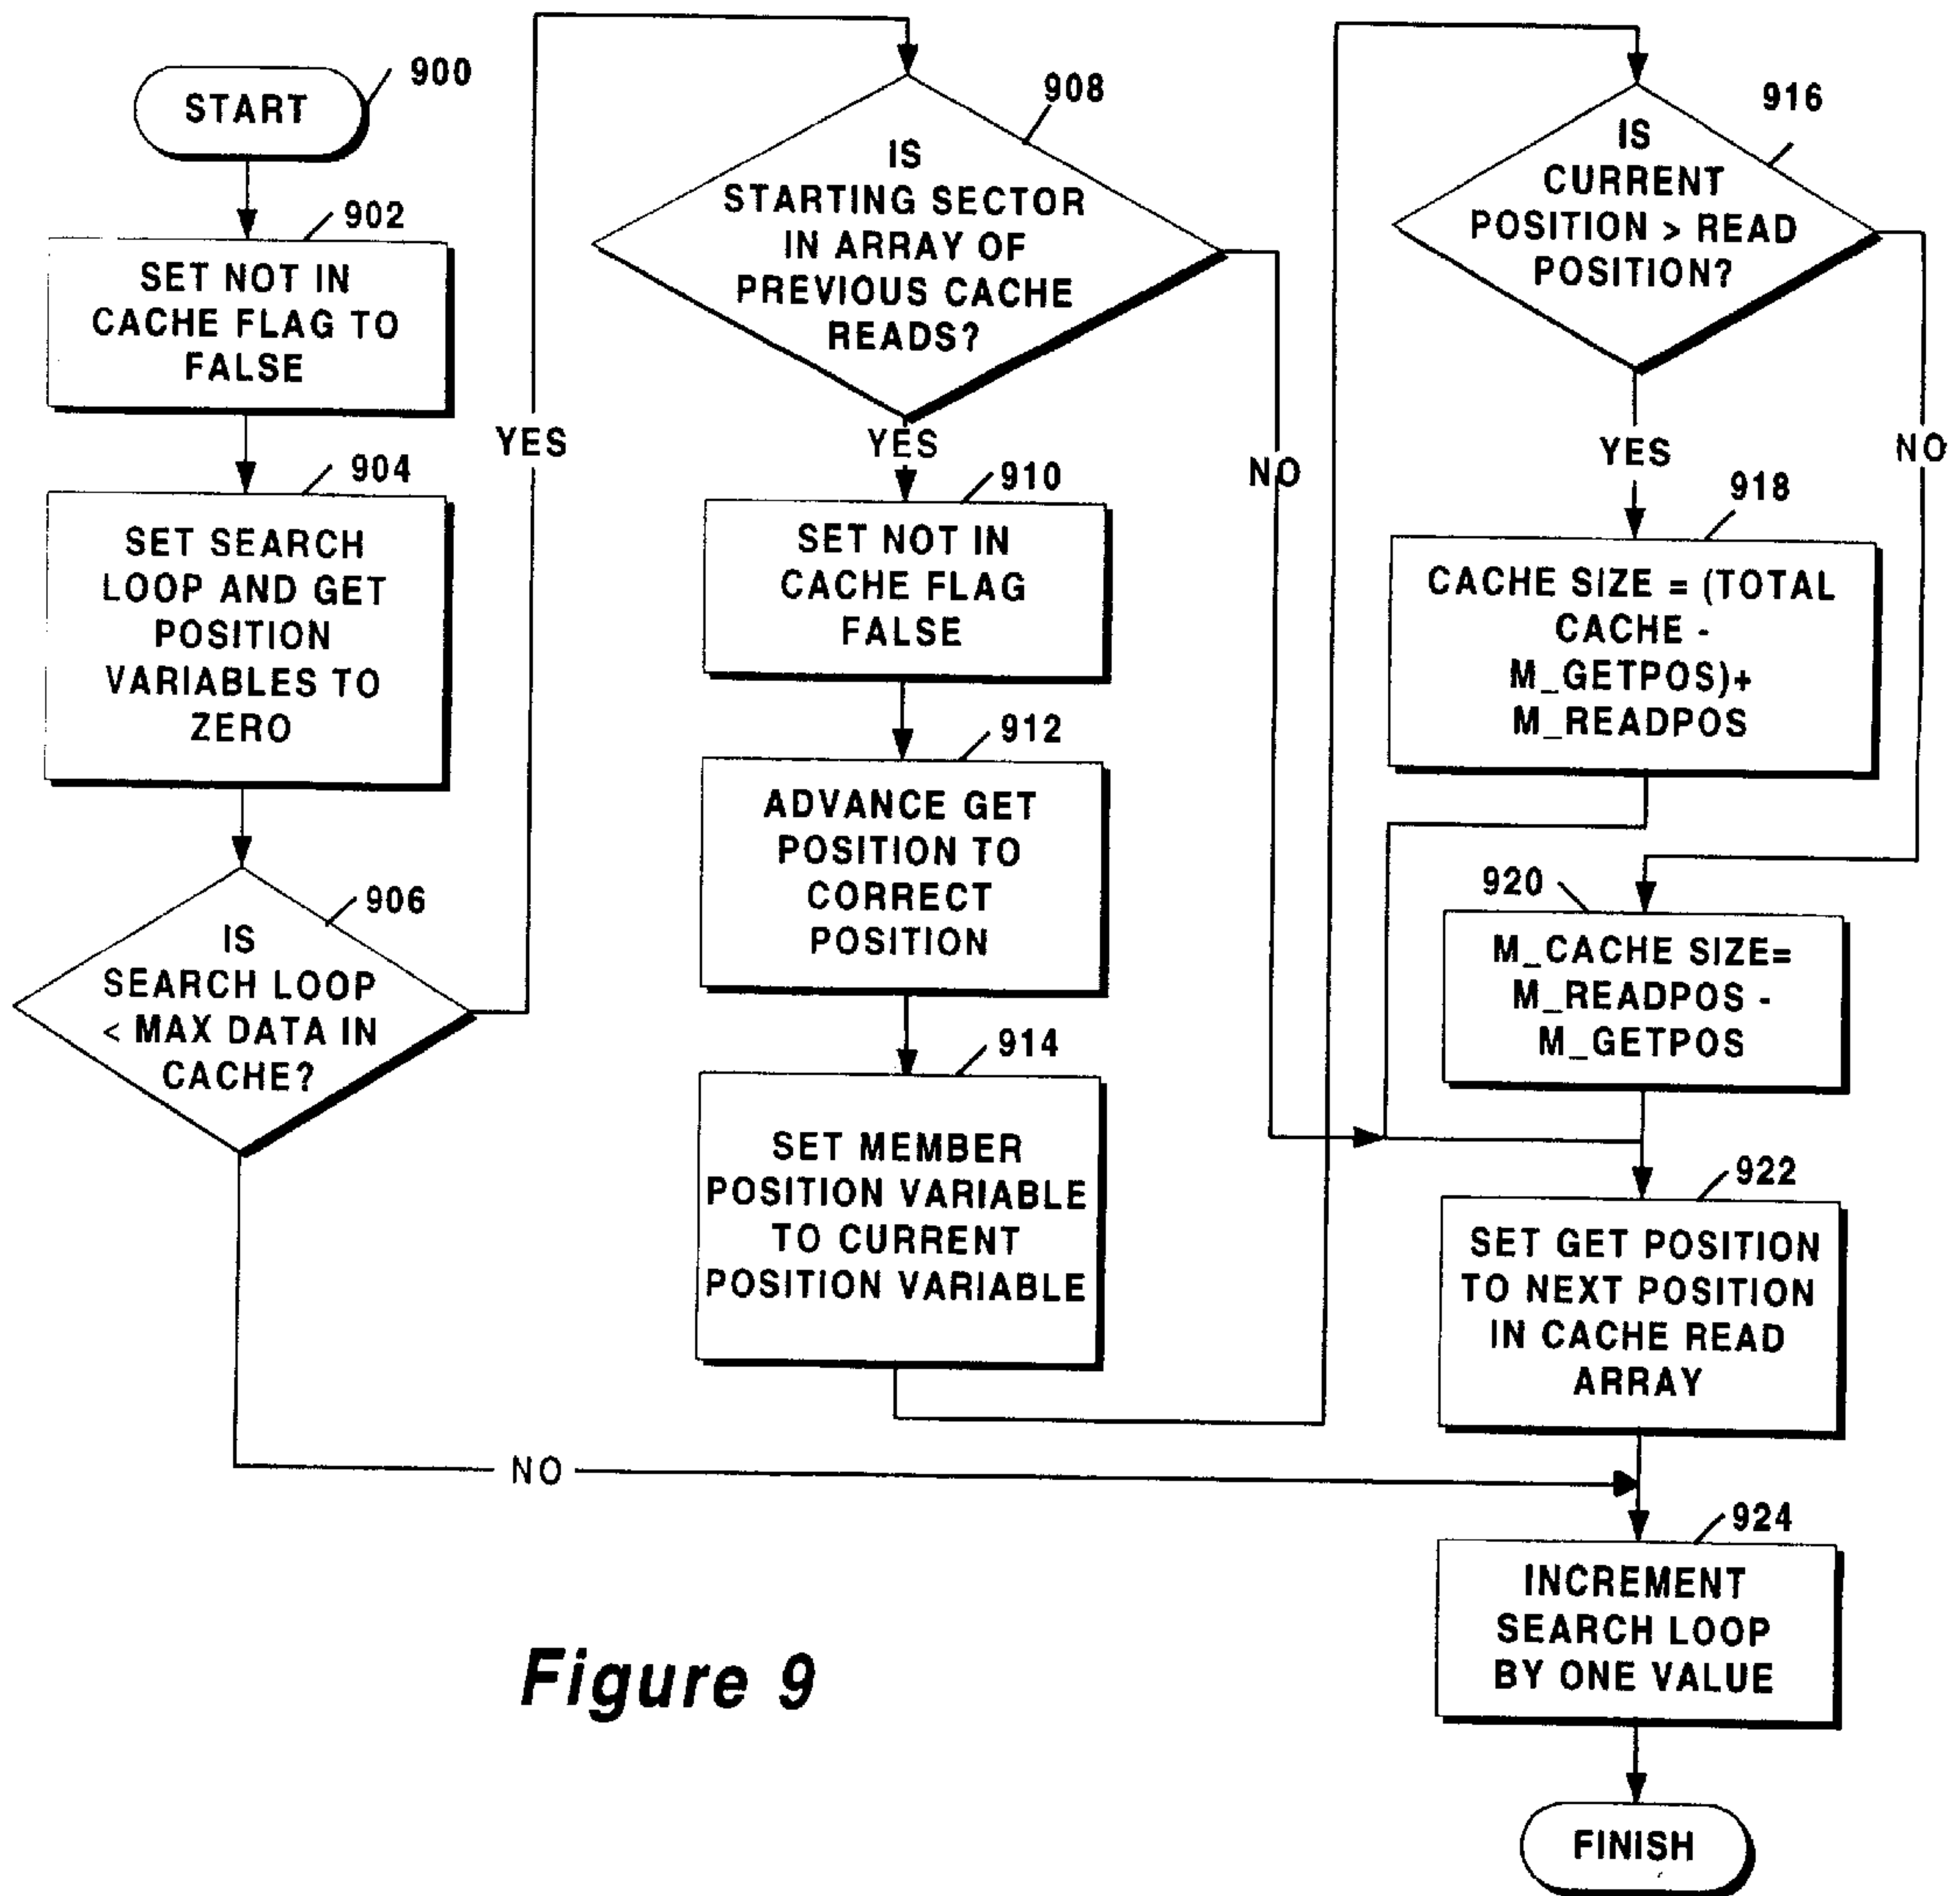 900
START
902
SET NOT IN
CACHE FLAG TO
FALSE
904
SET SEARCH
LOOP AND GET
POSITION
VARIABLES TO
ZERO
906
IS
SEARCH LOOP
< MAX DATA IN
CACHE?
YES
NO
908
IS
STARTING SECTOR
IN ARRAY OF
PREVIOUS CACHE
READS?
YES
NO
910
SET NOT IN
CACHE FLAG
FALSE
912
ADVANCE GET
POSITION TO
CORRECT
POSITION
914
SET MEMBER
POSITION VARIABLE
TO CURRENT
POSITION VARIABLE
916
IS
CURRENT
POSITION > READ
POSITION?
YES
NO
918
CACHE SIZE = (TOTAL
CACHE -
M_GETPOS)+
M_READPOS
920
M_CACHE SIZE=
M_READPOS -
M_GETPOS
922
SET GET POSITION
TO NEXT POSITION
IN CACHE READ
ARRAY
924
INCREMENT
SEARCH LOOP
BY ONE VALUE
FINISH
Figure 9